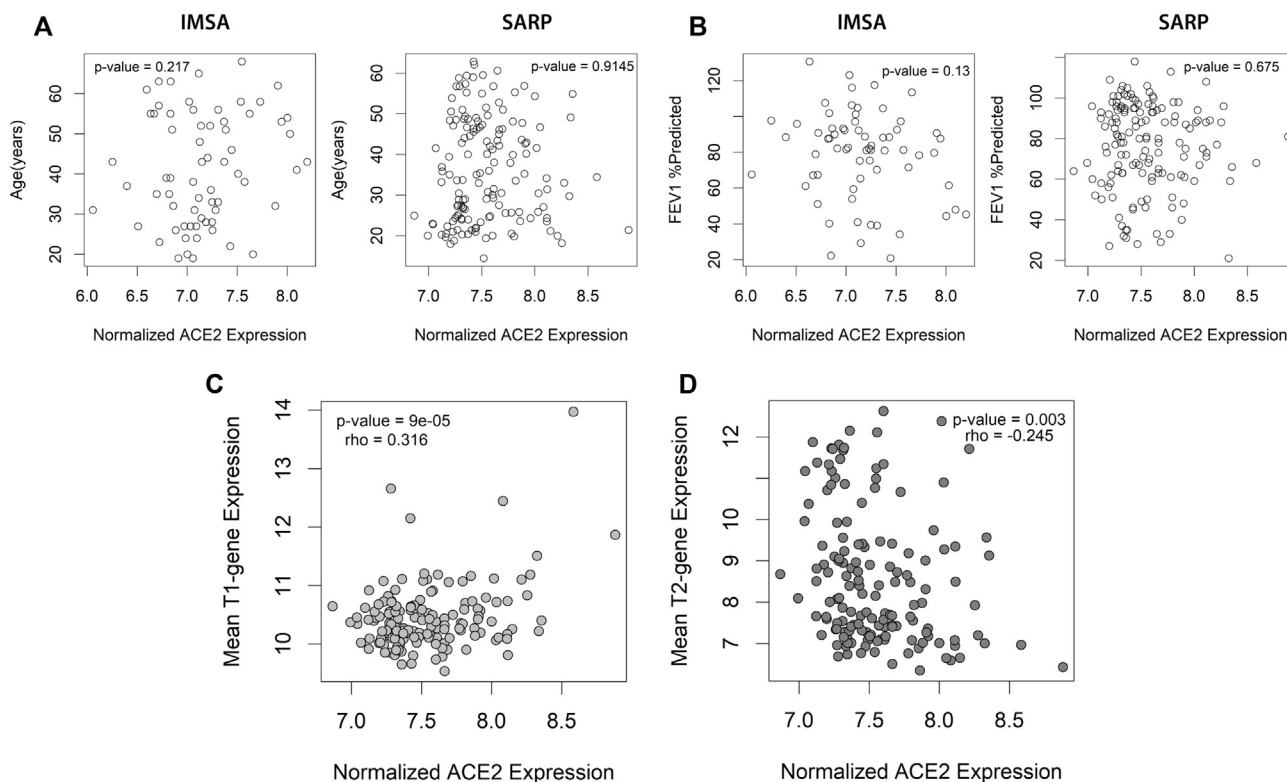 A
IMSA
SARP
p-value = 0.217
Age(years)
60
50
40
30
20
6.0 6.5 7.0 7.5 8.0
Normalized ACE2 Expression
p-value = 0.9145
Age(years)
60
50
40
30
20
7.0 7.5 8.0 8.5
Normalized ACE2 Expression
B
IMSA
SARP
p-value = 0.13
FEV1 %Predicted
120
100
80
60
40
20
6.0 6.5 7.0 7.5 8.0
Normalized ACE2 Expression
p-value = 0.675
FEV1 %Predicted
100
80
60
40
20
7.0 7.5 8.0 8.5
Normalized ACE2 Expression
C
p-value = 9e-05
rho = 0.316
Mean T1-gene Expression
14
13
12
11
10
7.0 7.5 8.0 8.5
Normalized ACE2 Expression
D
p-value = 0.003
rho = -0.245
Mean T2-gene Expression
12
10
9
8
7
7.0 7.5 8.0 8.5
Normalized ACE2 Expression